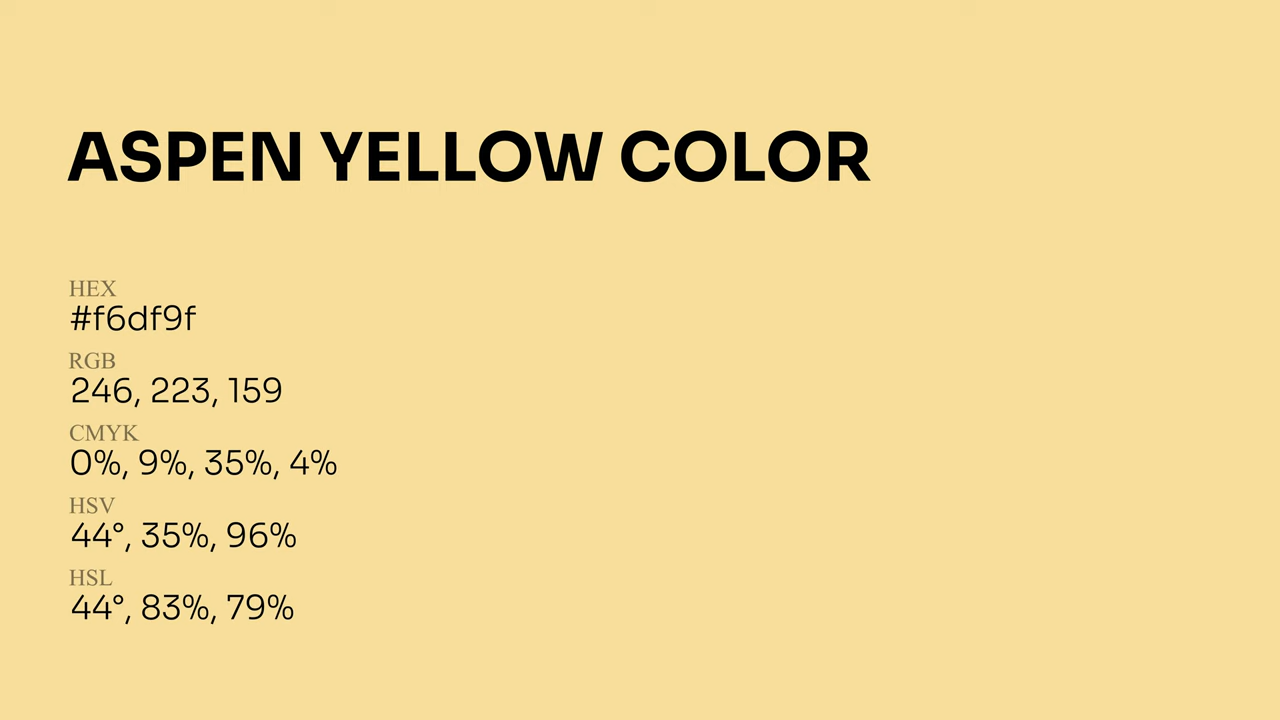 ASPEN YELLOW COLOR
HEX
#f6df9f
RGB
246, 223, 159
CMYK
0%, 9%, 35%, 4%
HSV
44°, 35%, 96%
HSL
44°, 83%, 79%